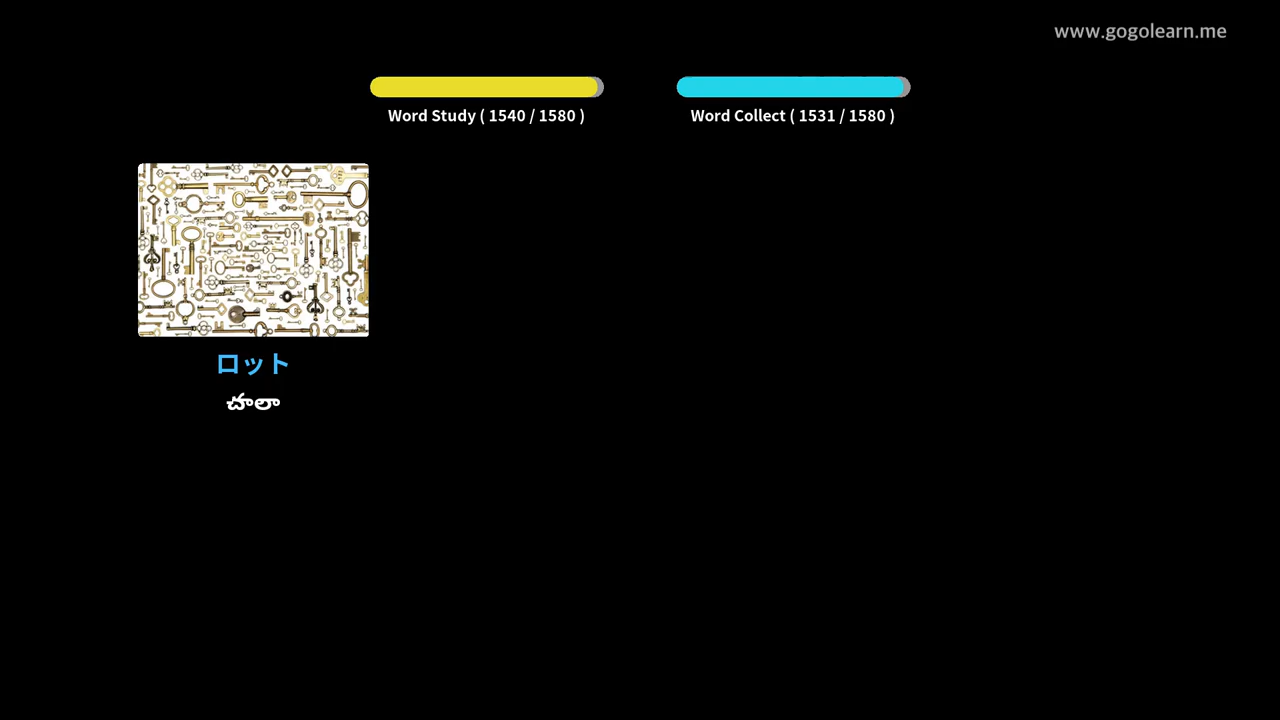 www.gogolearn.me
Word Study ( 1540 / 1580 )
Word Collect ( 1531 / 1580 )
ロット
చాలా